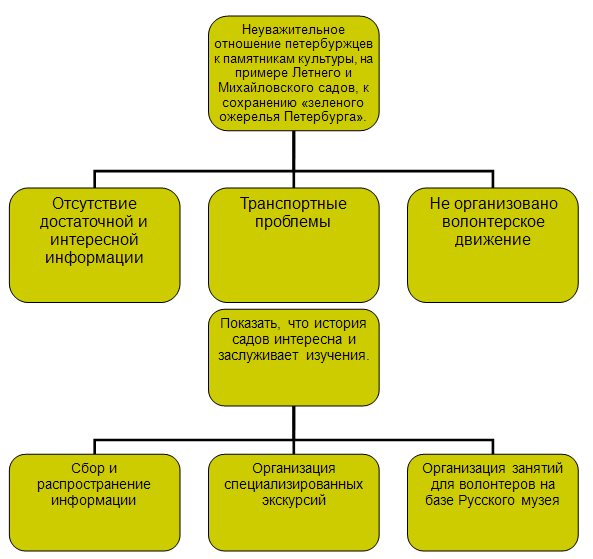 Неуважительное
отношение петербуржцев
к памятникам культуры, на
примере Летнего и
Михайловского садов, к
сохранению «зеленого
ожерелья Петербурга».
Отсутствие
достаточной и
интересной
информации
Транспортные
проблемы
Не организовано
волонтерское
движение
Показать, что история
садов интересна и
заслуживает изучения.
Сбор и
распространение
информации
Организация
специализированных
экскурсий
Организация занятий
для волонтеров на
базе Русского музея